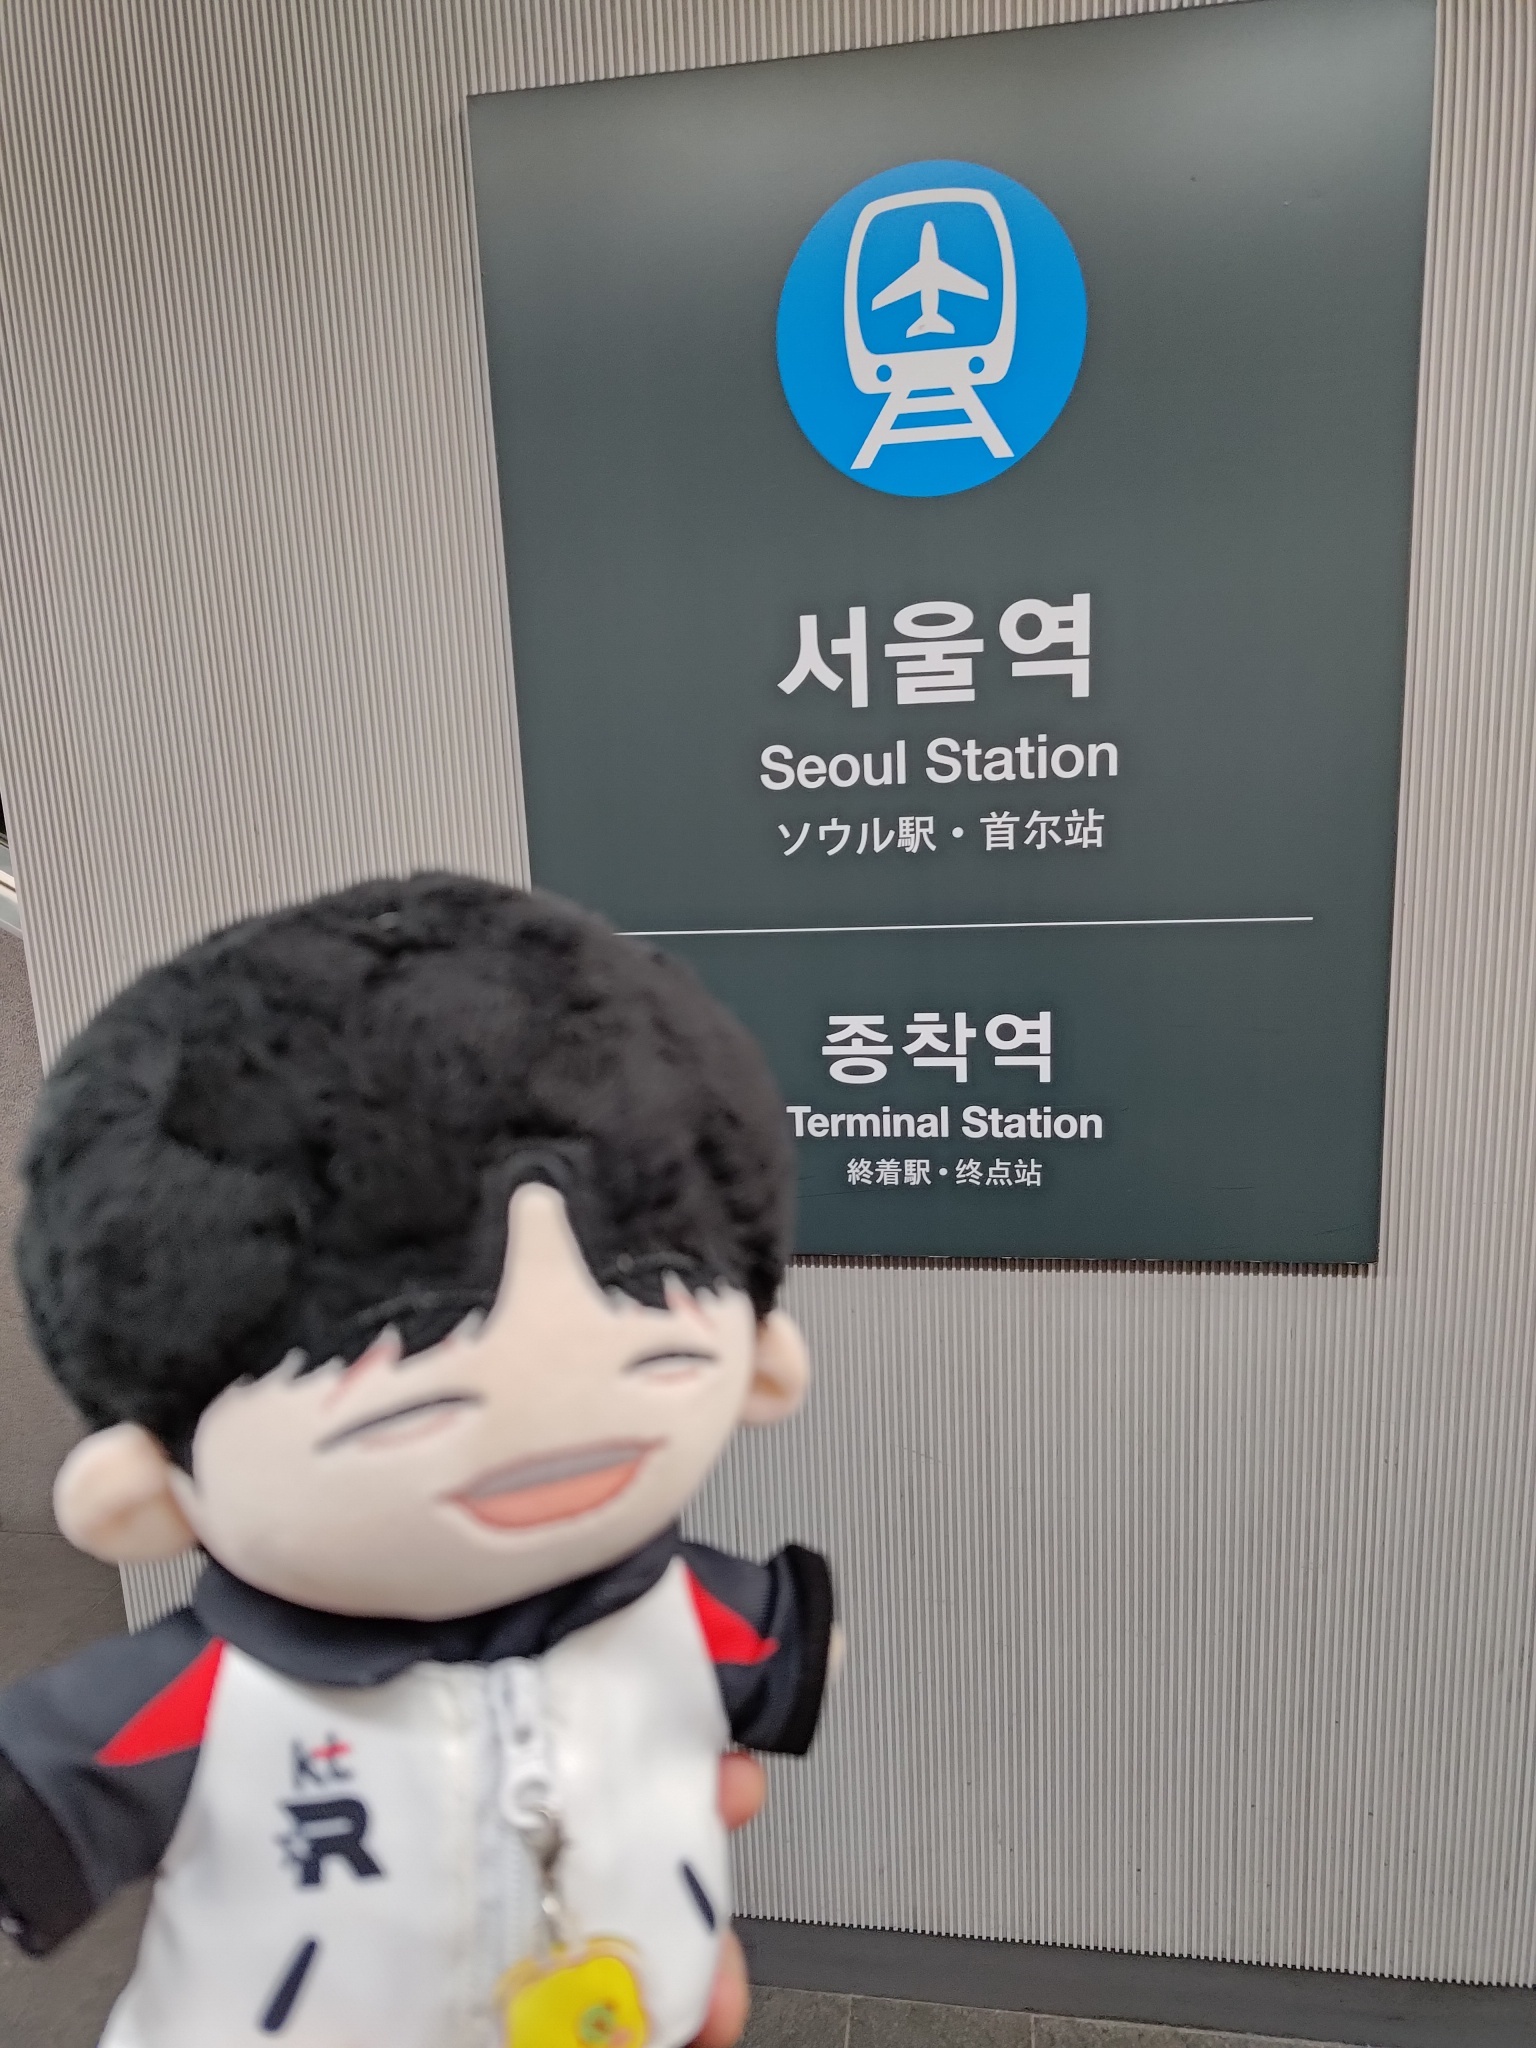 서울역
Seoul Station
ソウル駅・首尔站
종착역
Terminal Station
終着駅・终点站
kt
R